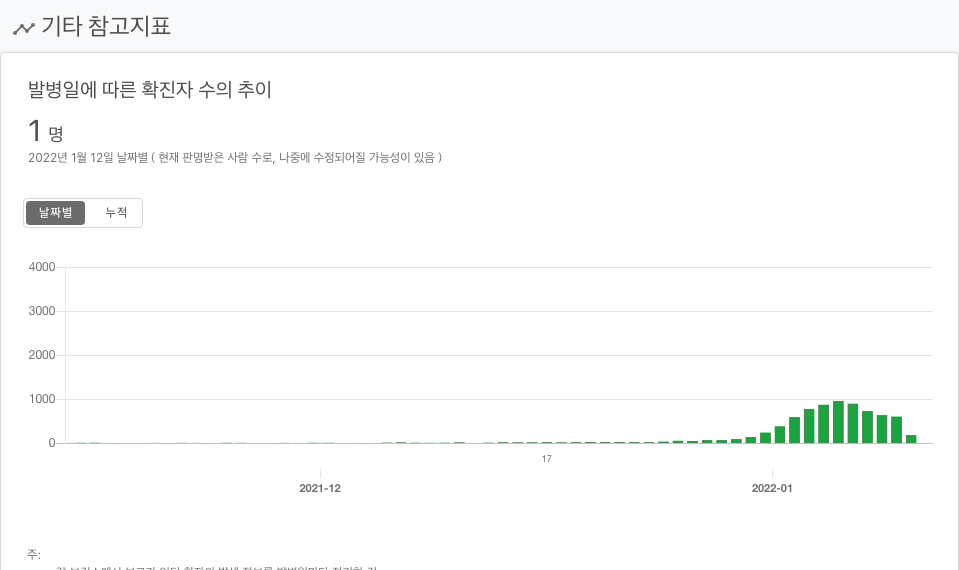 기타 참고지표
발병일에 따른 확진자 수의 추이
1 명
2022년 1월 12일 날짜별 ( 현재 판명받은 사람 수로, 나중에 수정되어질 가능성이 있음 )
날짜별 누적
4000
3000
2000
1000
0
17
2021-12 2022-01
주: